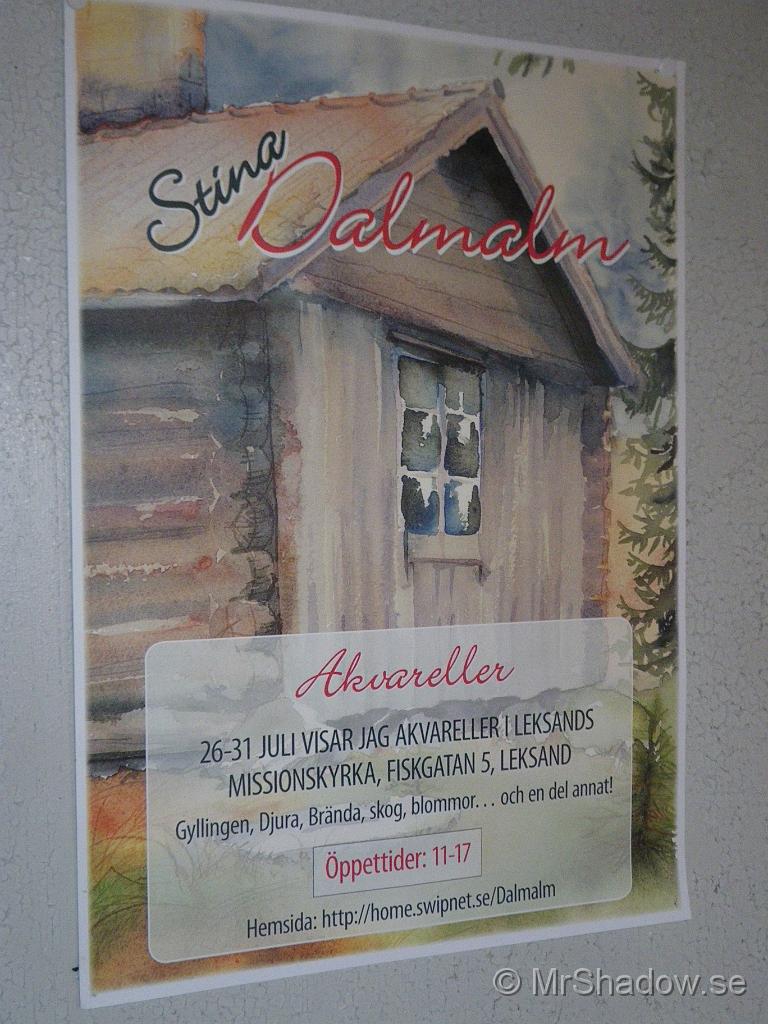 Stina
Dalmalm
Akvareller
26-31 JULI VISAR JAG AKVARELLER I LEKSANDS
MISSIONSKYRKA, FISKGATAN 5, LEKSAND
Gyllingen, Djura, Brända, skog, blommor... och en del annat!
Öppettider: 11-17
Hemsida: http://home.swipnet.se/Dalmalm
© MrShadow.se